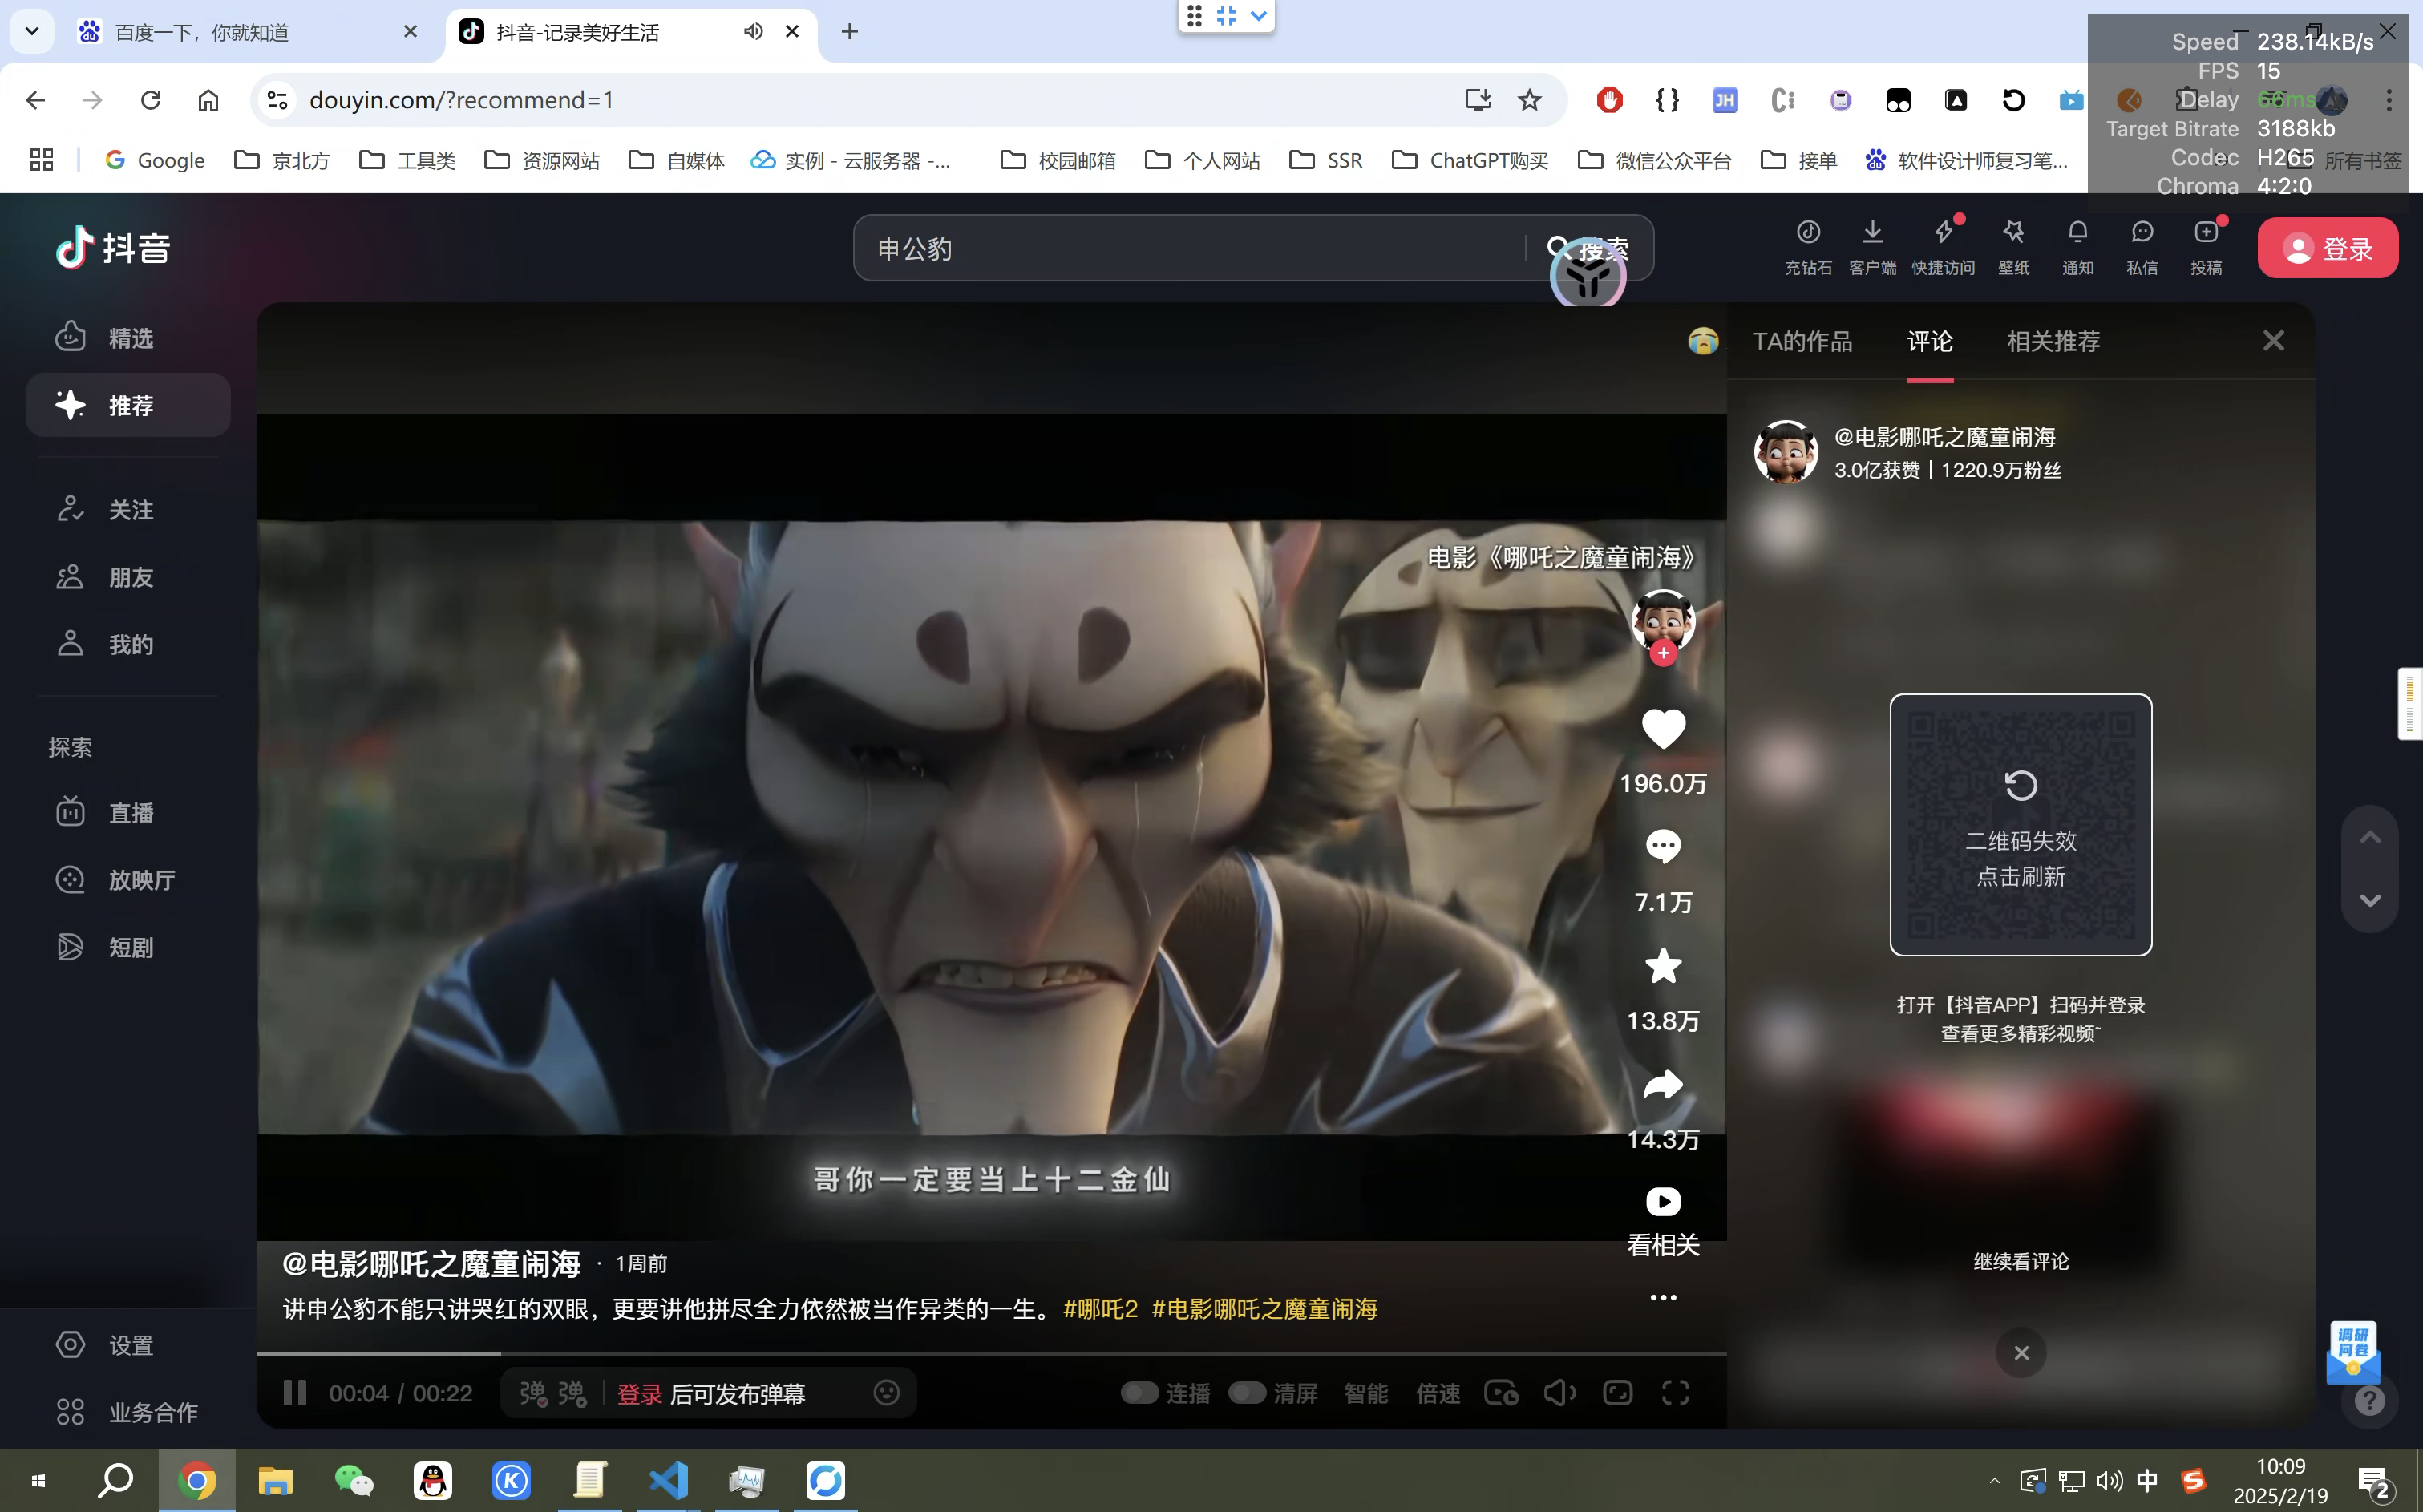 百度一下，你就知道
抖音-记录美好生活
Speed 238.14kB/s
FPS 15
Delay 66ms
Target Bitrate 3188kb
Codec H265
Chroma 4:2:0
douyin.com/?recommend=1
JH
Google
京北方
工具类
资源网站
自媒体
实例 - 云服务器 -...
校园邮箱
个人网站
SSR
ChatGPT购买
微信公众平台
接单
软件设计师复习笔...
所有书签
抖音
申公豹
搜索
充钻石
客户端
快捷访问
壁纸
通知
私信
投稿
登录
精选
推荐
关注
朋友
我的
探索
直播
放映厅
短剧
设置
业务合作
电影《哪吒之魔童闹海》
196.0万
7.1万
13.8万
14.3万
看相关
哥你一定要当上十二金仙
@电影哪吒之魔童闹海 · 1周前
讲申公豹不能只讲哭红的双眼，更要讲他拼尽全力依然被当作异类的一生。#哪吒2 #电影哪吒之魔童闹海
00:04 / 00:22
弹 弹
登录 后可发布弹幕
连播
清屏
智能
倍速
TA的作品
评论
相关推荐
@电影哪吒之魔童闹海
3.0亿获赞｜1220.9万粉丝
二维码失效
点击刷新
打开【抖音APP】扫码并登录
查看更多精彩视频~
继续看评论
调研
问卷
中
10:09
2025/2/19
2